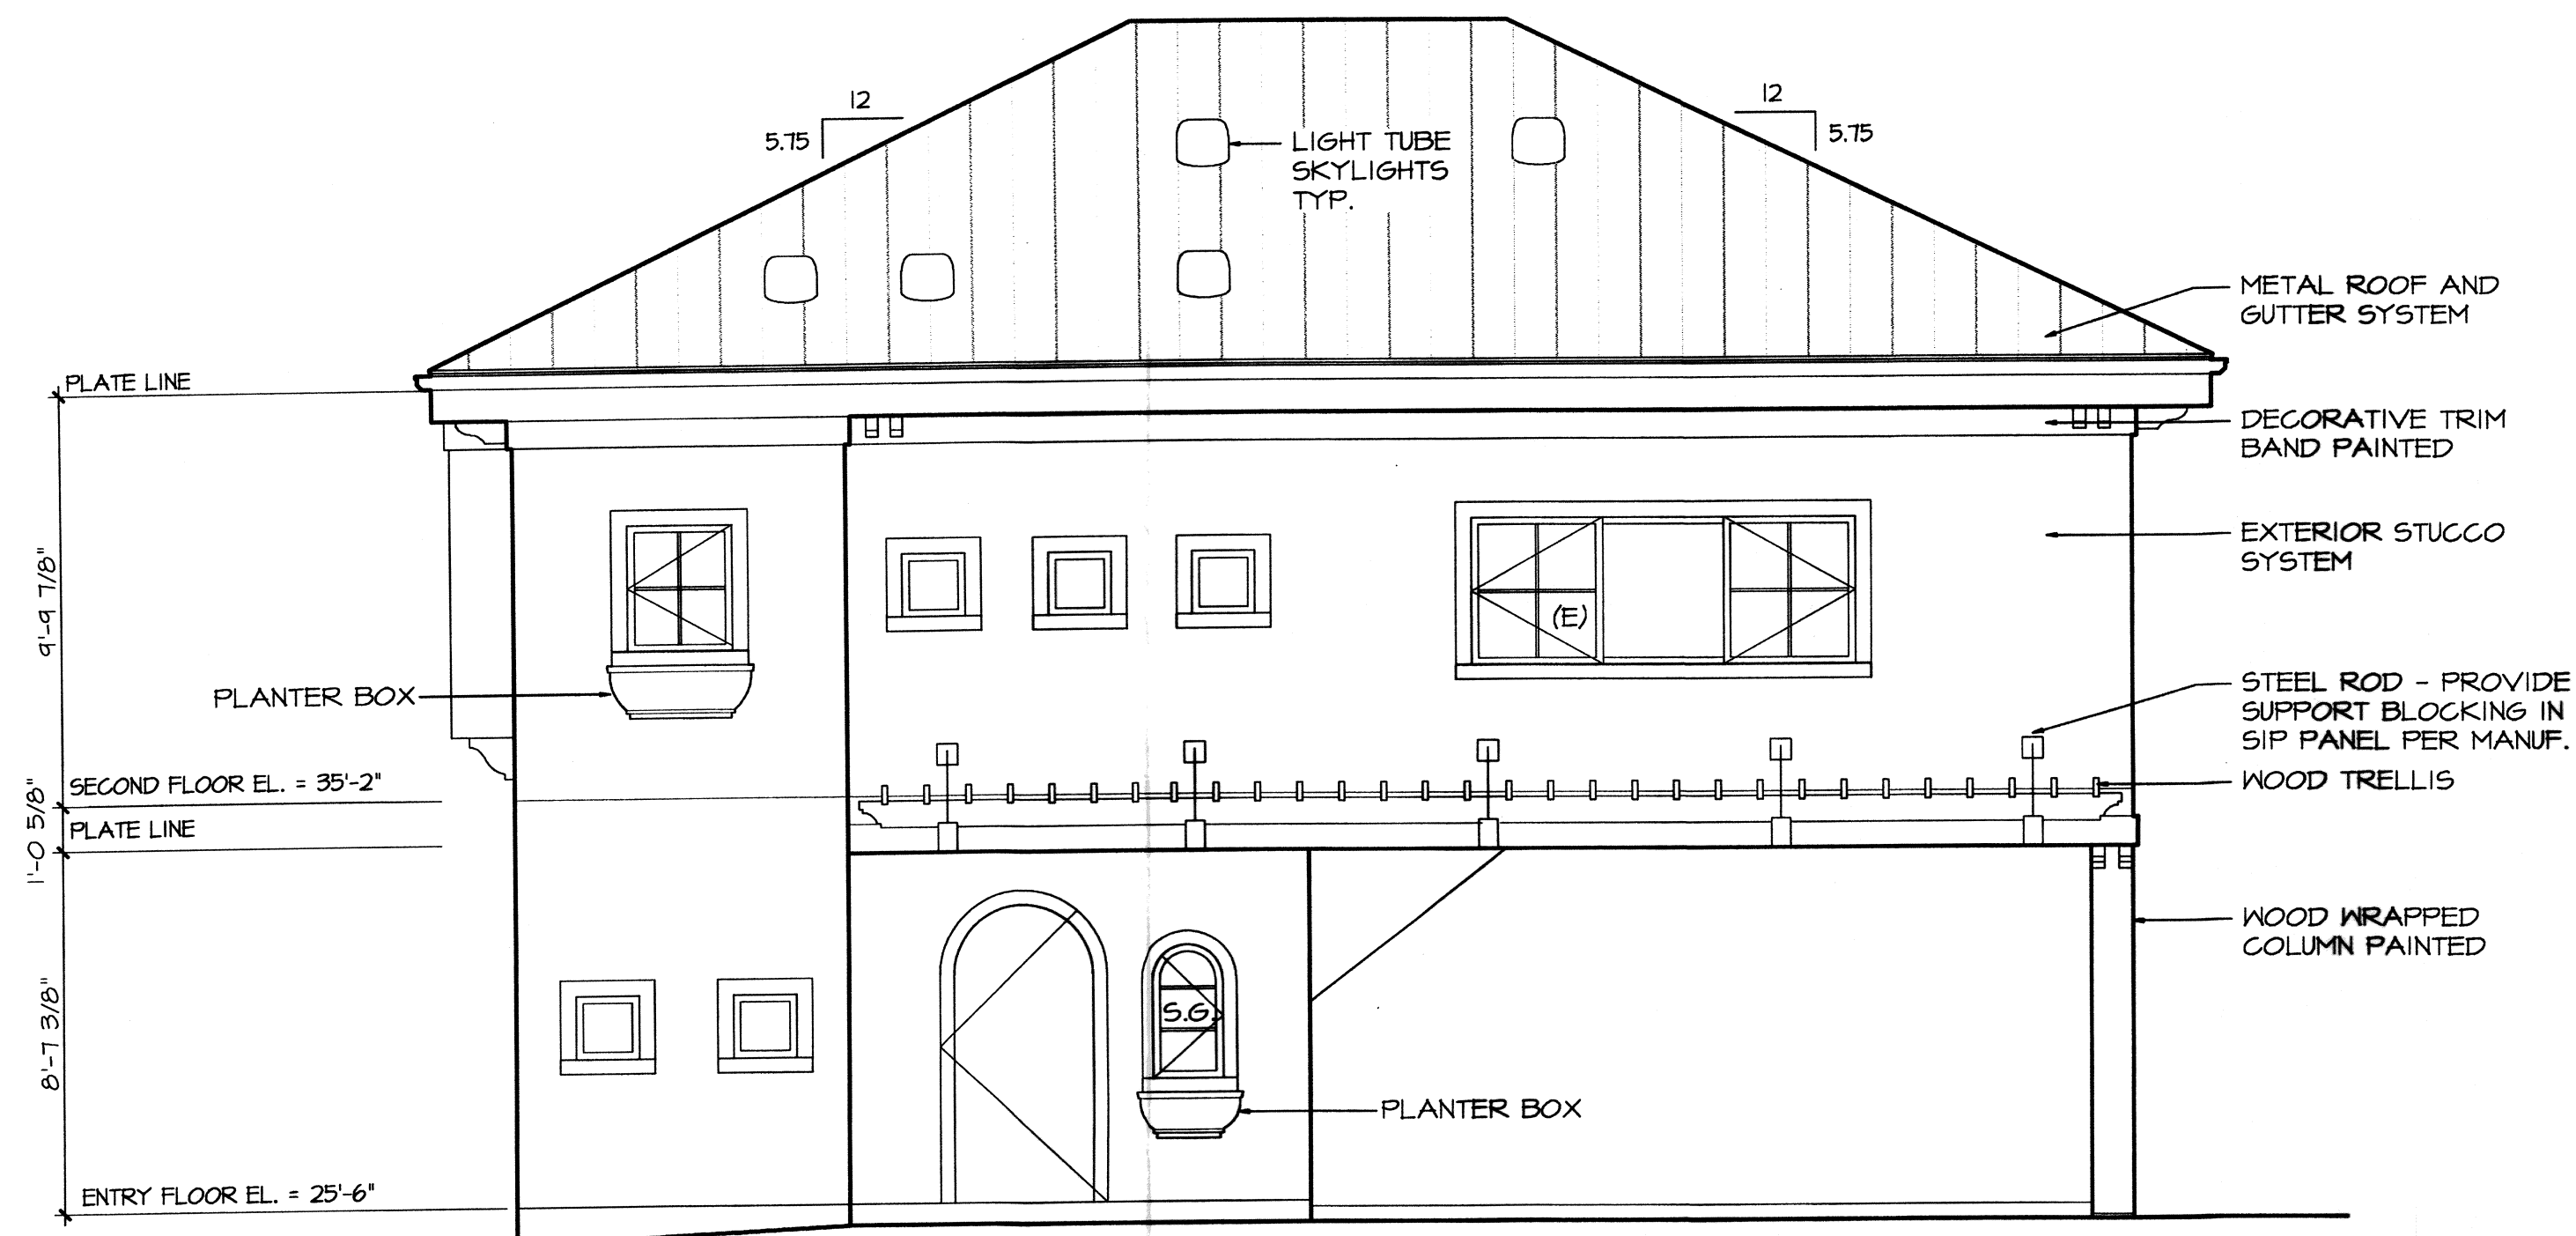 12
5.75
12
5.75
LIGHT TUBE
SKYLIGHTS
TYP.
METAL ROOF AND
GUTTER SYSTEM
PLATE LINE
DECORATIVE TRIM
BAND PAINTED
EXTERIOR STUCCO
SYSTEM
9'-9 7/8"
(E)
PLANTER BOX
STEEL ROD - PROVIDE
SUPPORT BLOCKING IN
SIP PANEL PER MANUF.
SECOND FLOOR EL. = 35'-2"
WOOD TRELLIS
1'-0 5/8"
PLATE LINE
WOOD WRAPPED
COLUMN PAINTED
8'-7 3/8"
S.G.
PLANTER BOX
ENTRY FLOOR EL. = 25'-6"